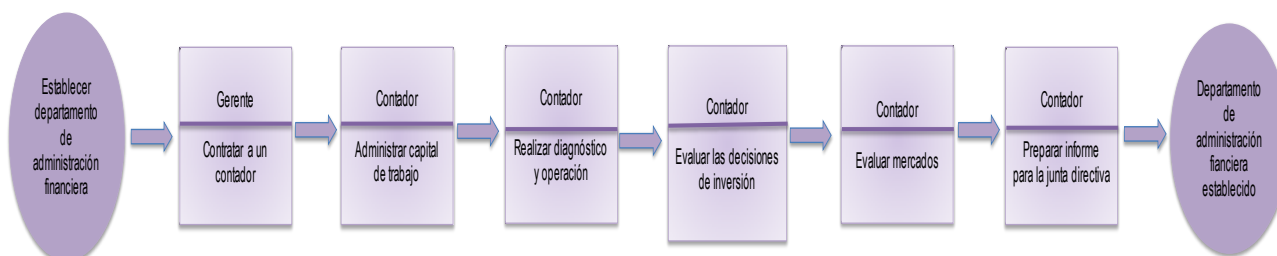 Establecer
departamento
de
administración
financiera
Gerente
Contratar a un
contador
Contador
Administrar capital
de trabajo
Contador
Realizar diagnóstico
y operación
Contador
Evaluar las decisiones
de inversión
Contador
Evaluar mercados
Contador
Preparar informe
para la junta directiva
Departamento
de
administración
fianciera
establecido